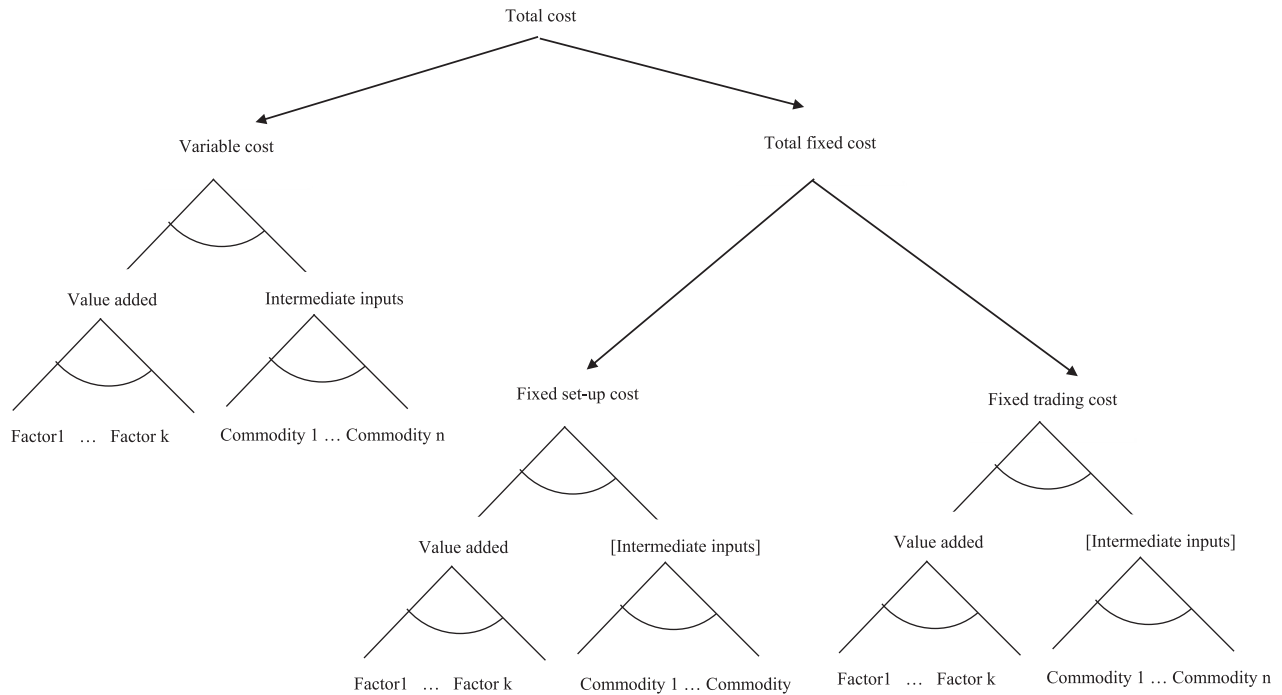 Total cost
Variable cost
Total fixed cost
Value added
Intermediate inputs
Factor1 … Factor k
Commodity 1 … Commodity n
Fixed set-up cost
Fixed trading cost
Value added
[Intermediate inputs]
Value added
[Intermediate inputs]
Factor1 … Factor k
Commodity 1 … Commodity
Factor1 … Factor k
Commodity 1 … Commodity n